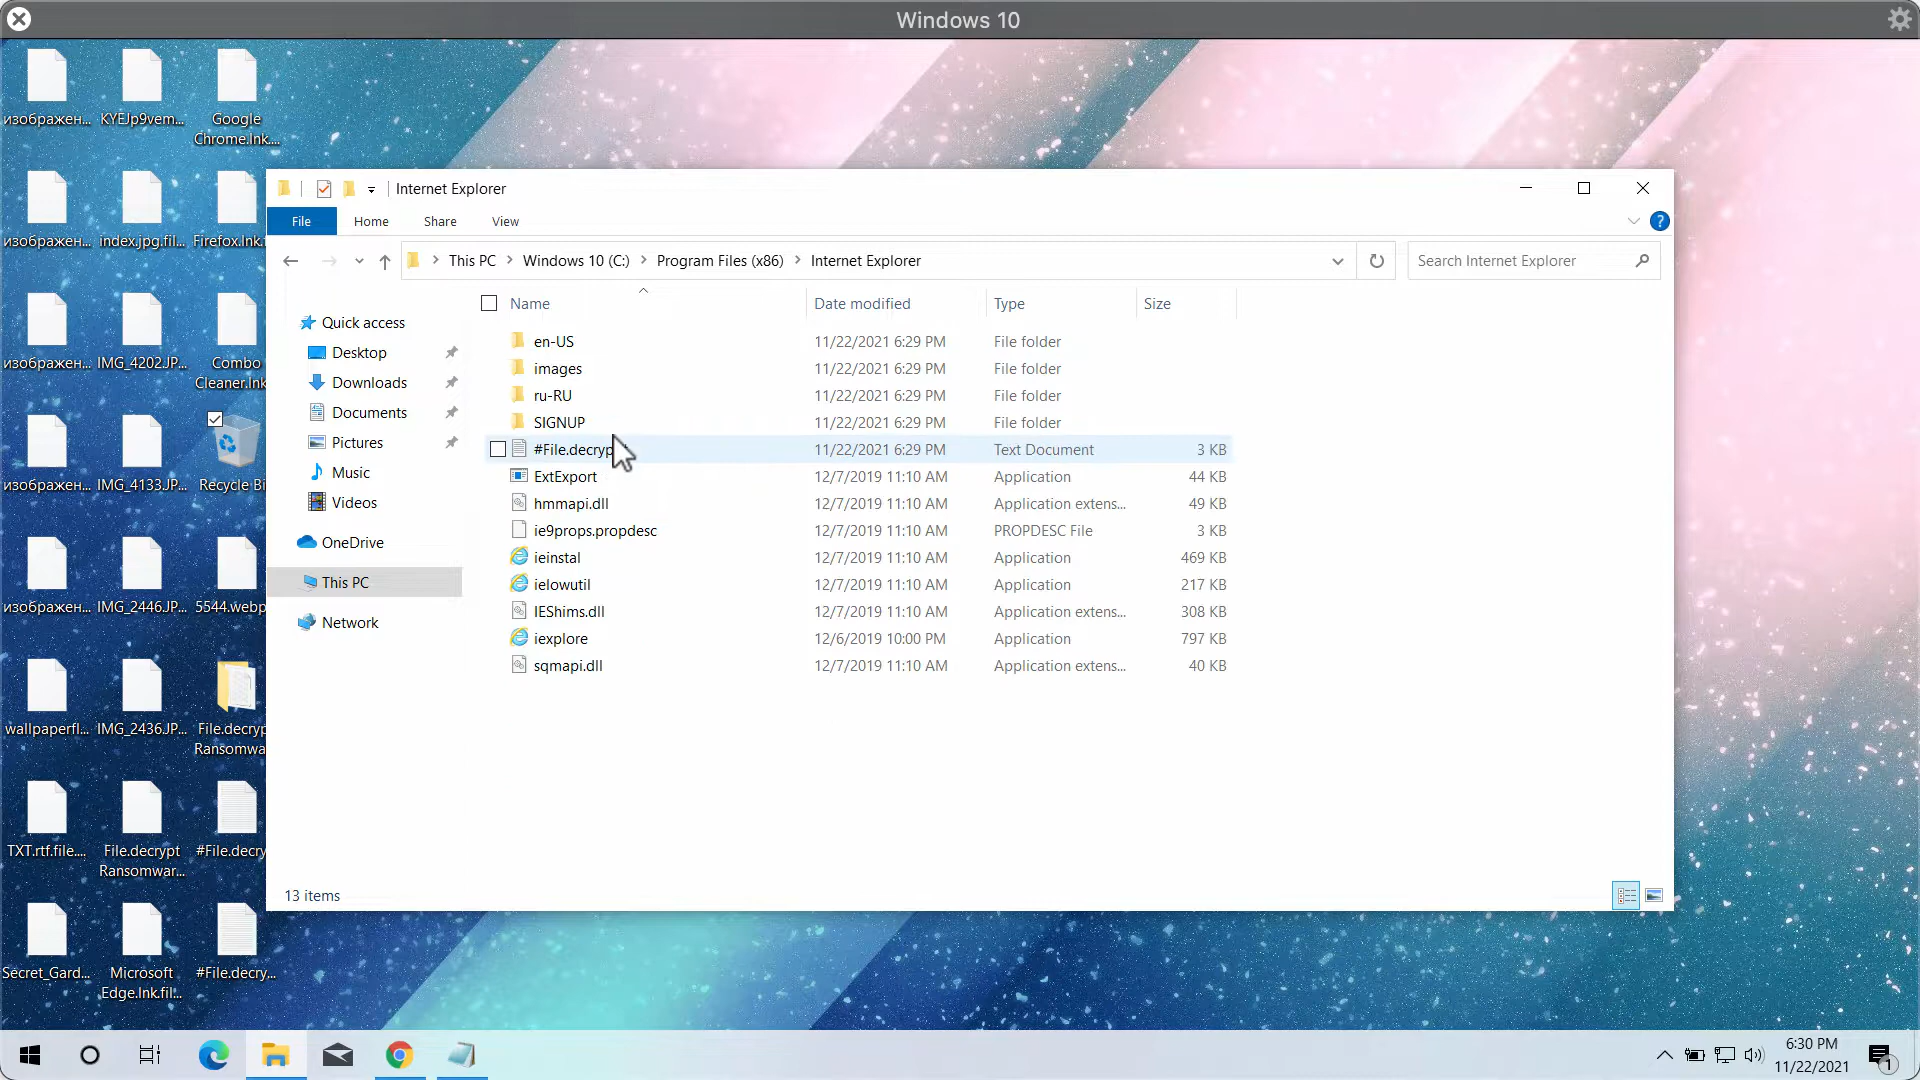 Windows 10
изображен...
KYEJp9vem...
Google
Chrome.lnk....
изображен...
index.jpg.fil...
Firefox.lnk.f
изображен...
IMG_4202.JP...
Combo
Cleaner.lnk
изображен...
IMG_4133.JP...
Recycle Bi
изображен...
IMG_2446.JP...
5544.webp
wallpaperfl...
IMG_2436.JP...
File.decryp
Ransomwa
TXT.rtf.file....
File.decrypt
Ransomwar...
#File.decry
Secret_Gard...
Microsoft
Edge.lnk.fil...
#File.decry...
Internet Explorer
File Home Share View
This PC Windows 10 (C:) Program Files (x86) Internet Explorer
Search Internet Explorer
Quick access
Desktop
Downloads
Documents
Pictures
Music
Videos
OneDrive
This PC
Network
Name Date modified Type Size
en-US 11/22/2021 6:29 PM File folder
images 11/22/2021 6:29 PM File folder
ru-RU 11/22/2021 6:29 PM File folder
SIGNUP 11/22/2021 6:29 PM File folder
#File.decryp 11/22/2021 6:29 PM Text Document 3 KB
ExtExport 12/7/2019 11:10 AM Application 44 KB
hmmapi.dll 12/7/2019 11:10 AM Application extens... 49 KB
ie9props.propdesc 12/7/2019 11:10 AM PROPDESC File 3 KB
ieinstal 12/7/2019 11:10 AM Application 469 KB
ielowutil 12/7/2019 11:10 AM Application 217 KB
IEShims.dll 12/7/2019 11:10 AM Application extens... 308 KB
iexplore 12/6/2019 10:00 PM Application 797 KB
sqmapi.dll 12/7/2019 11:10 AM Application extens... 40 KB
13 items
6:30 PM
11/22/2021
1